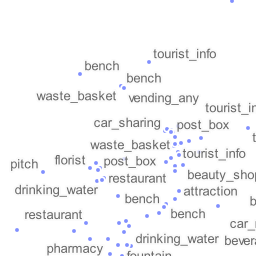 tourist_info
bench
bench
waste_basket
vending_any
tourist_in
car_sharing
post_box
waste_basket
tourist_info
florist
post_box
pitch
restaurant
beauty_sho
drinking_water
attraction
bench
restaurant
bench
car_
drinking_water
bever
pharmacy
fountain